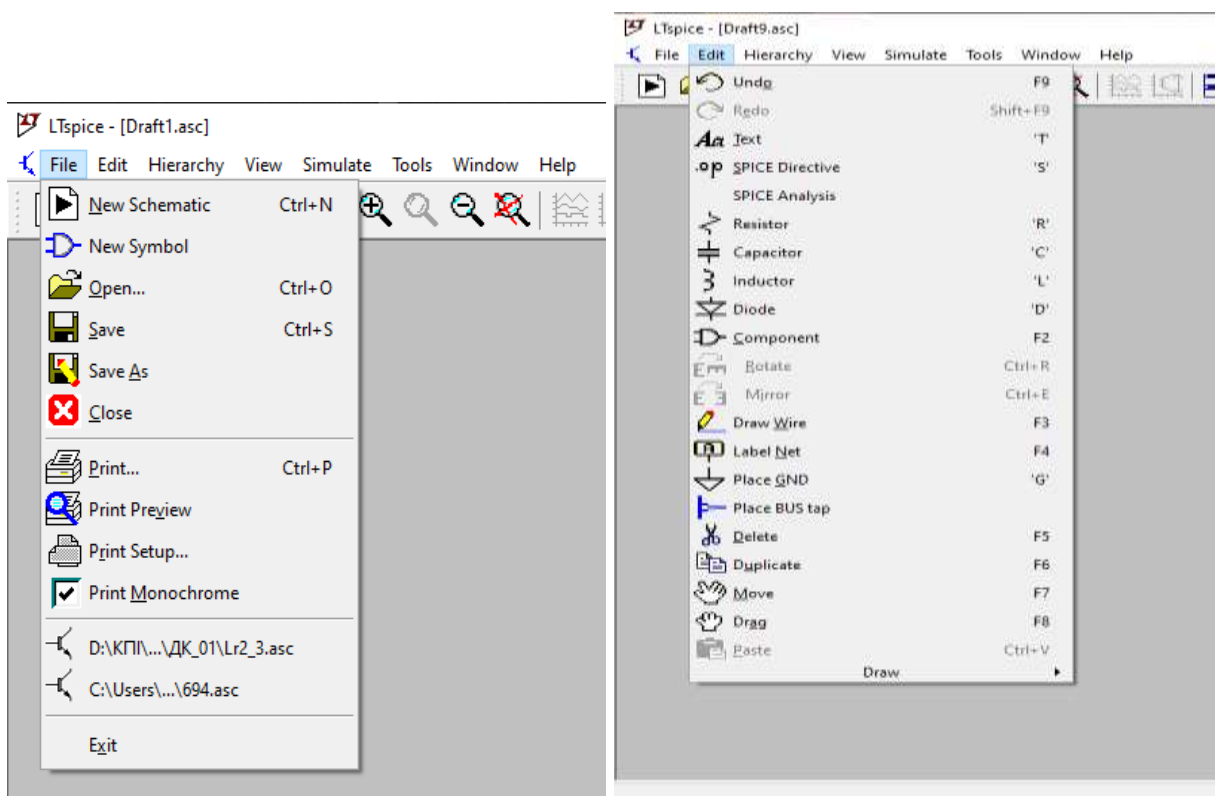 LTspice - [Draft1.asc]
File Edit Hierarchy View Simulate Tools Window Help
New Schematic Ctrl+N
New Symbol
Open... Ctrl+O
Save Ctrl+S
Save As
Close
Print... Ctrl+P
Print Preview
Print Setup...
Print Monochrome
D:\КПІ\...\ДК_01\Lr2_3.asc
C:\Users\...\694.asc
Exit
LTspice - [Draft9.asc]
File Edit Hierarchy View Simulate Tools Window Help
Undo F9
Redo Shift+F9
Aa Text 'T'
.op SPICE Directive 'S'
SPICE Analysis
Resistor 'R'
Capacitor 'C'
Inductor 'L'
Diode 'D'
Component F2
Rotate Ctrl+R
Mirror Ctrl+E
Draw Wire F3
Label Net F4
Place GND 'G'
Place BUS tap
Delete F5
Duplicate F6
Move F7
Drag F8
Paste Ctrl+V
Draw